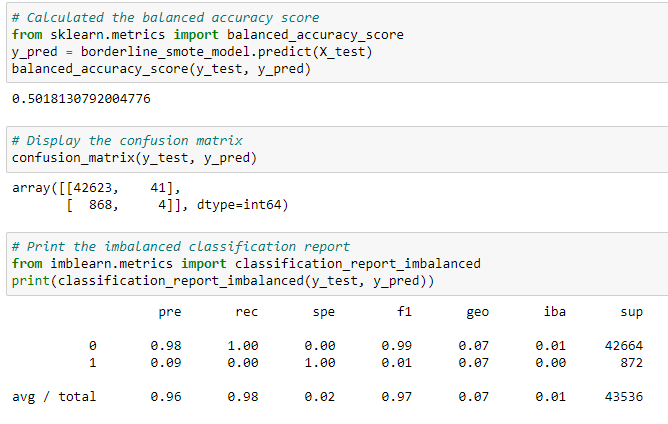 # Calculated the balanced accuracy score
from sklearn.metrics import balanced_accuracy_score
y_pred = borderline_smote_model.predict(X_test)
balanced_accuracy_score(y_test, y_pred)
0.5018130792004776
# Display the confusion matrix
confusion_matrix(y_test, y_pred)
array([[42623,    41],
       [  868,     4]], dtype=int64)
# Print the imbalanced classification report
from imblearn.metrics import classification_report_imbalanced
print(classification_report_imbalanced(y_test, y_pred))
pre       rec       spe        f1       geo       iba       sup
0       0.98      1.00      0.00      0.99      0.07      0.01     42664
1       0.09      0.00      1.00      0.01      0.07      0.00       872
avg / total       0.96      0.98      0.02      0.97      0.07      0.01     43536